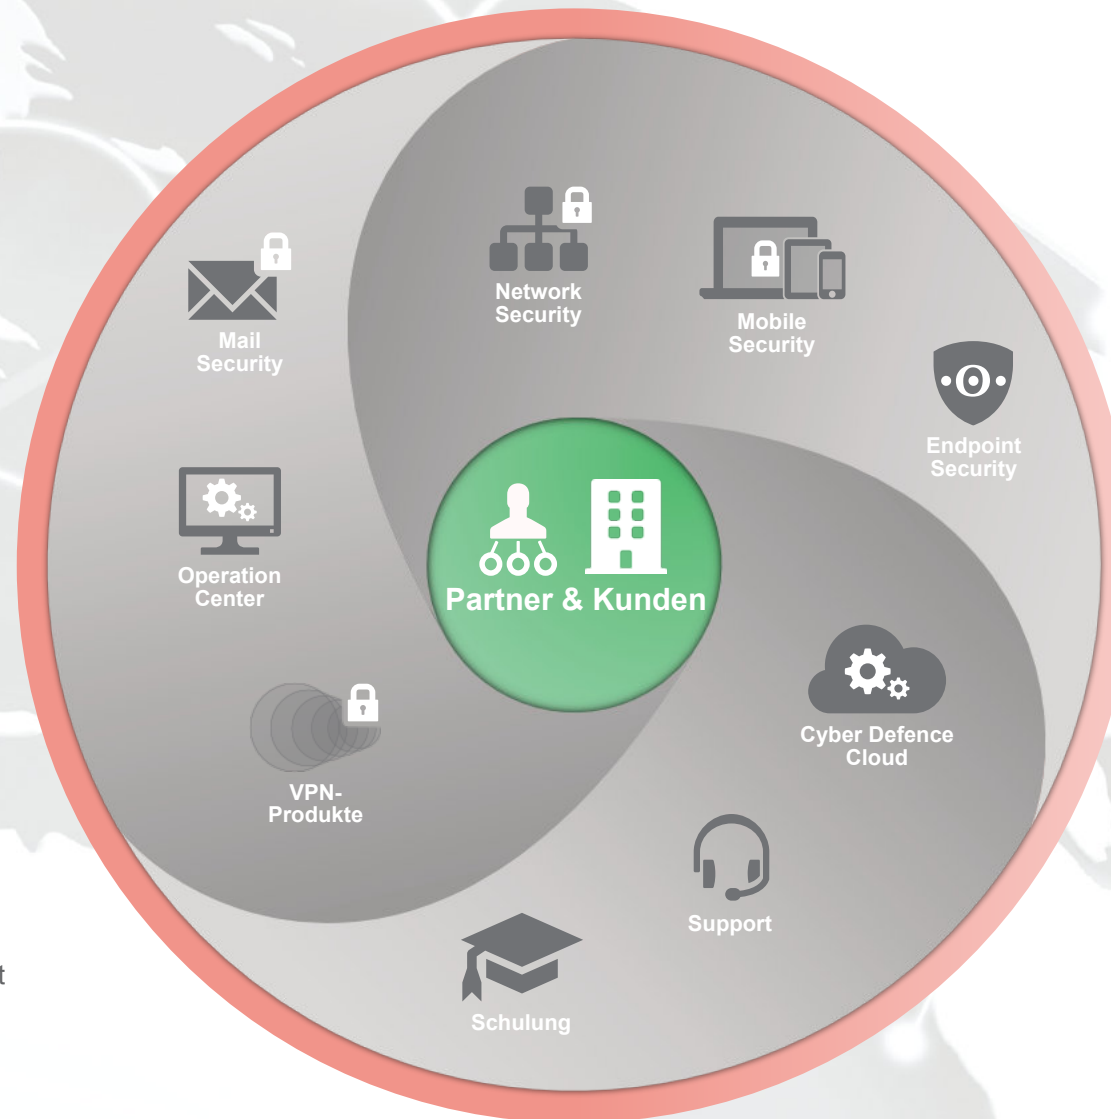 Network
Security
Mobile
Security
Mail
Security
Endpoint
Security
Operation
Center
Partner & Kunden
Cyber Defence
Cloud
VPN-
Produkte
Support
t
Schulung